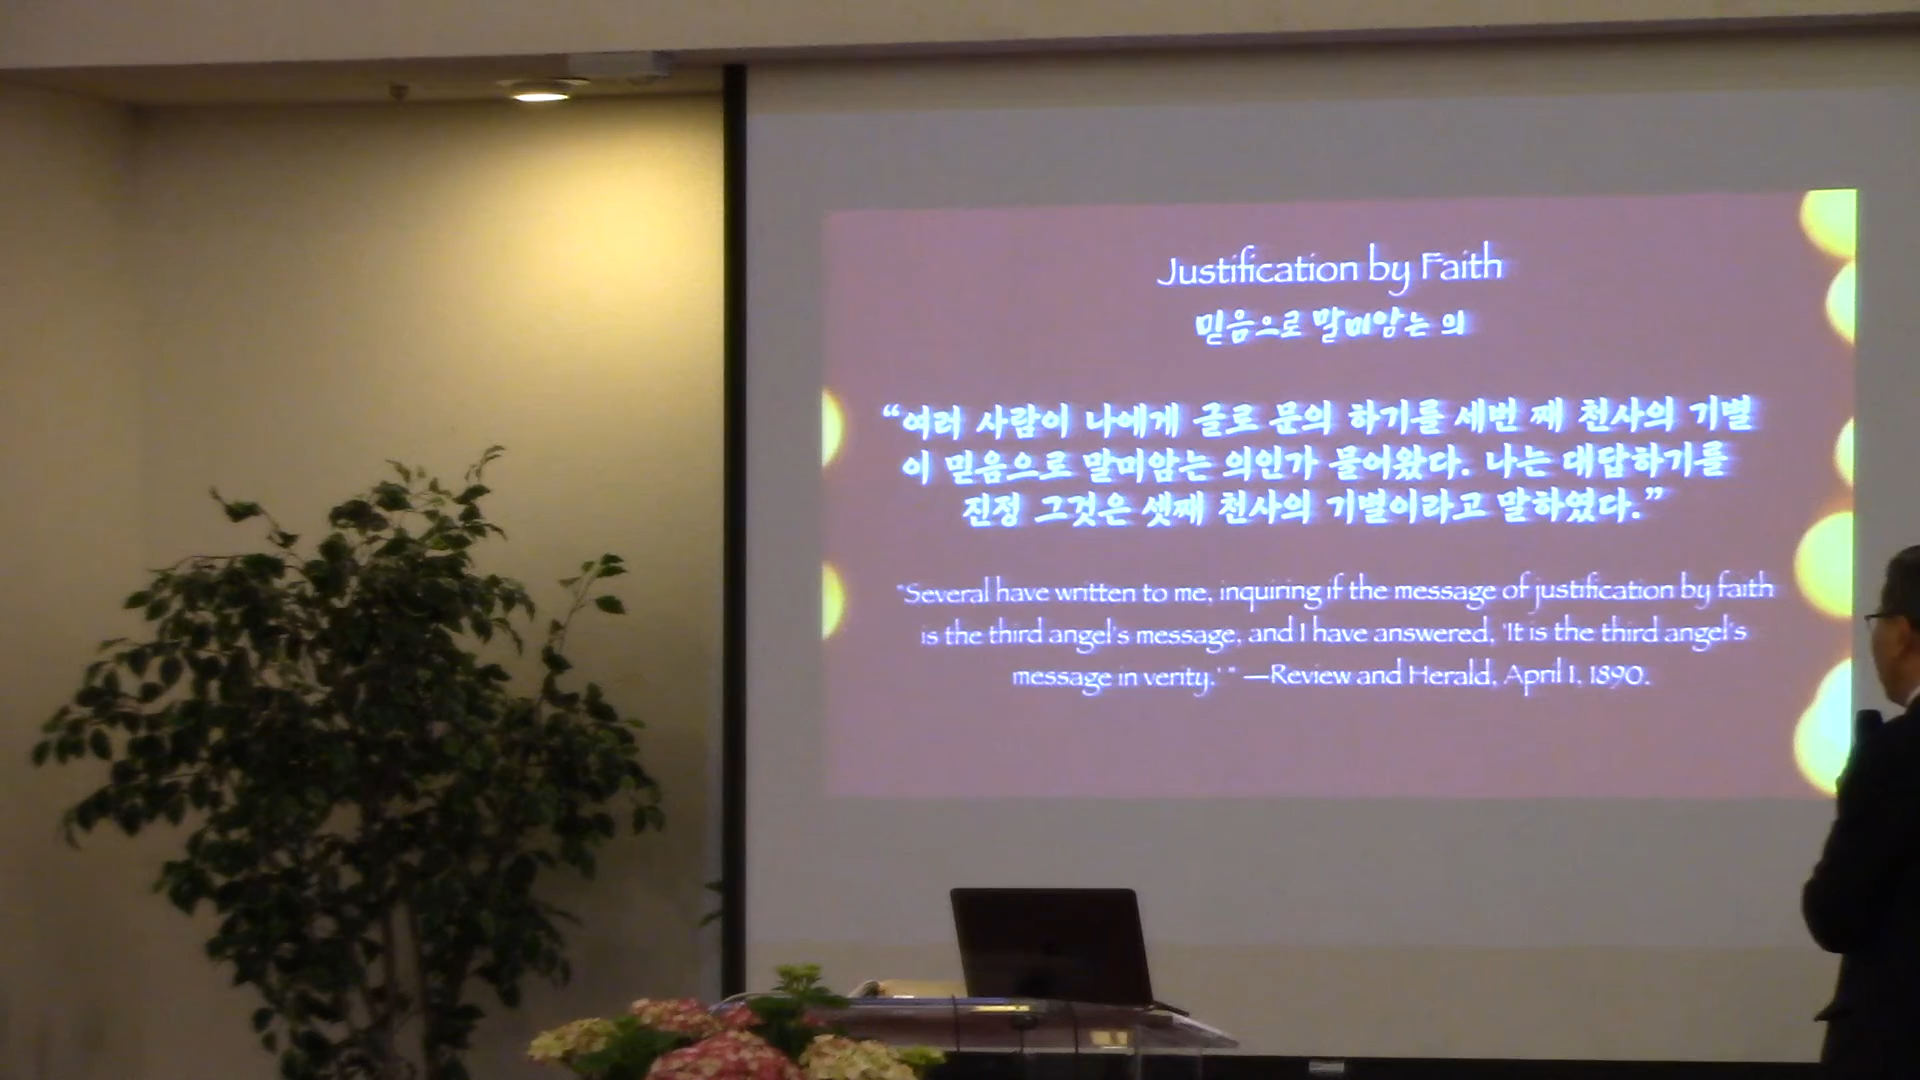 Justification by Faith
믿음으로 말미암는 의
“여러 사람이 나에게 글로 문의 하기를 세번 째 천사의 기별
이 믿음으로 말미암는 의인가 물어왔다. 나는 대답하기를
진정 그것은 셋째 천사의 기별이라고 말하였다.”
"Several have written to me, inquiring if the message of justification by faith
is the third angel's message, and I have answered, 'It is the third angel's
message in verity.' " —Review and Herald, April 1, 1890.